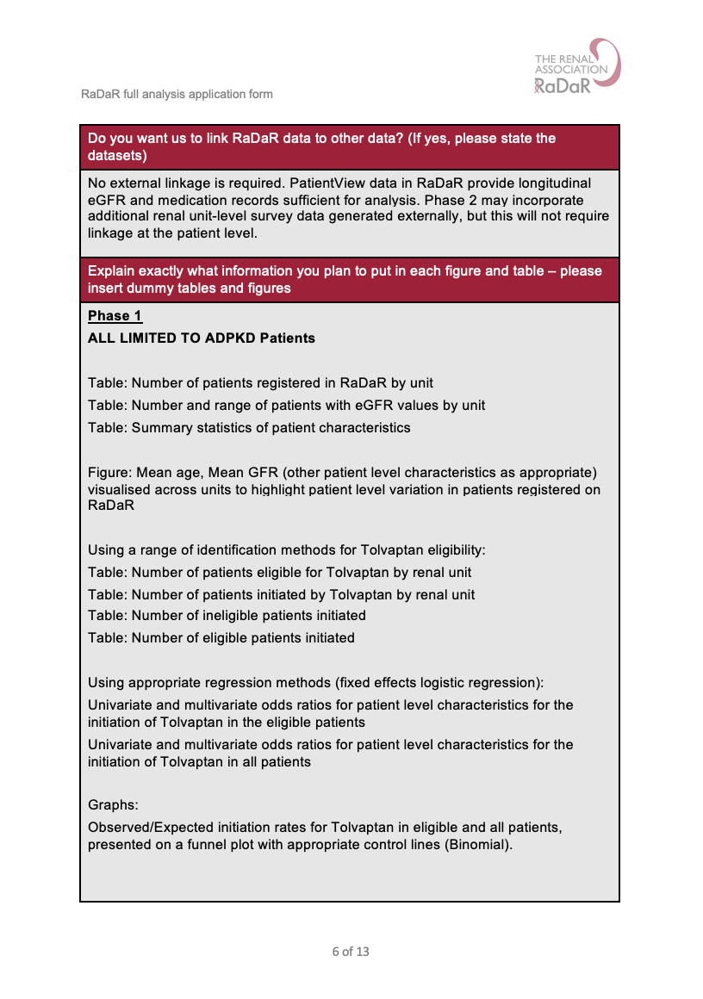 THE RENAL
ASSOCIATION
RaDaR
RaDaR full analysis application form
Do you want us to link RaDaR data to other data? (If yes, please state the
datasets)
No external linkage is required. PatientView data in RaDaR provide longitudinal
eGFR and medication records sufficient for analysis. Phase 2 may incorporate
additional renal unit-level survey data generated externally, but this will not require
linkage at the patient level.
Explain exactly what information you plan to put in each figure and table – please
insert dummy tables and figures
Phase 1
ALL LIMITED TO ADPKD Patients
Table: Number of patients registered in RaDaR by unit
Table: Number and range of patients with eGFR values by unit
Table: Summary statistics of patient characteristics
Figure: Mean age, Mean GFR (other patient level characteristics as appropriate)
visualised across units to highlight patient level variation in patients registered on
RaDaR
Using a range of identification methods for Tolvaptan eligibility:
Table: Number of patients eligible for Tolvaptan by renal unit
Table: Number of patients initiated by Tolvaptan by renal unit
Table: Number of ineligible patients initiated
Table: Number of eligible patients initiated
Using appropriate regression methods (fixed effects logistic regression):
Univariate and multivariate odds ratios for patient level characteristics for the
initiation of Tolvaptan in the eligible patients
Univariate and multivariate odds ratios for patient level characteristics for the
initiation of Tolvaptan in all patients
Graphs:
Observed/Expected initiation rates for Tolvaptan in eligible and all patients,
presented on a funnel plot with appropriate control lines (Binomial).
6 of 13